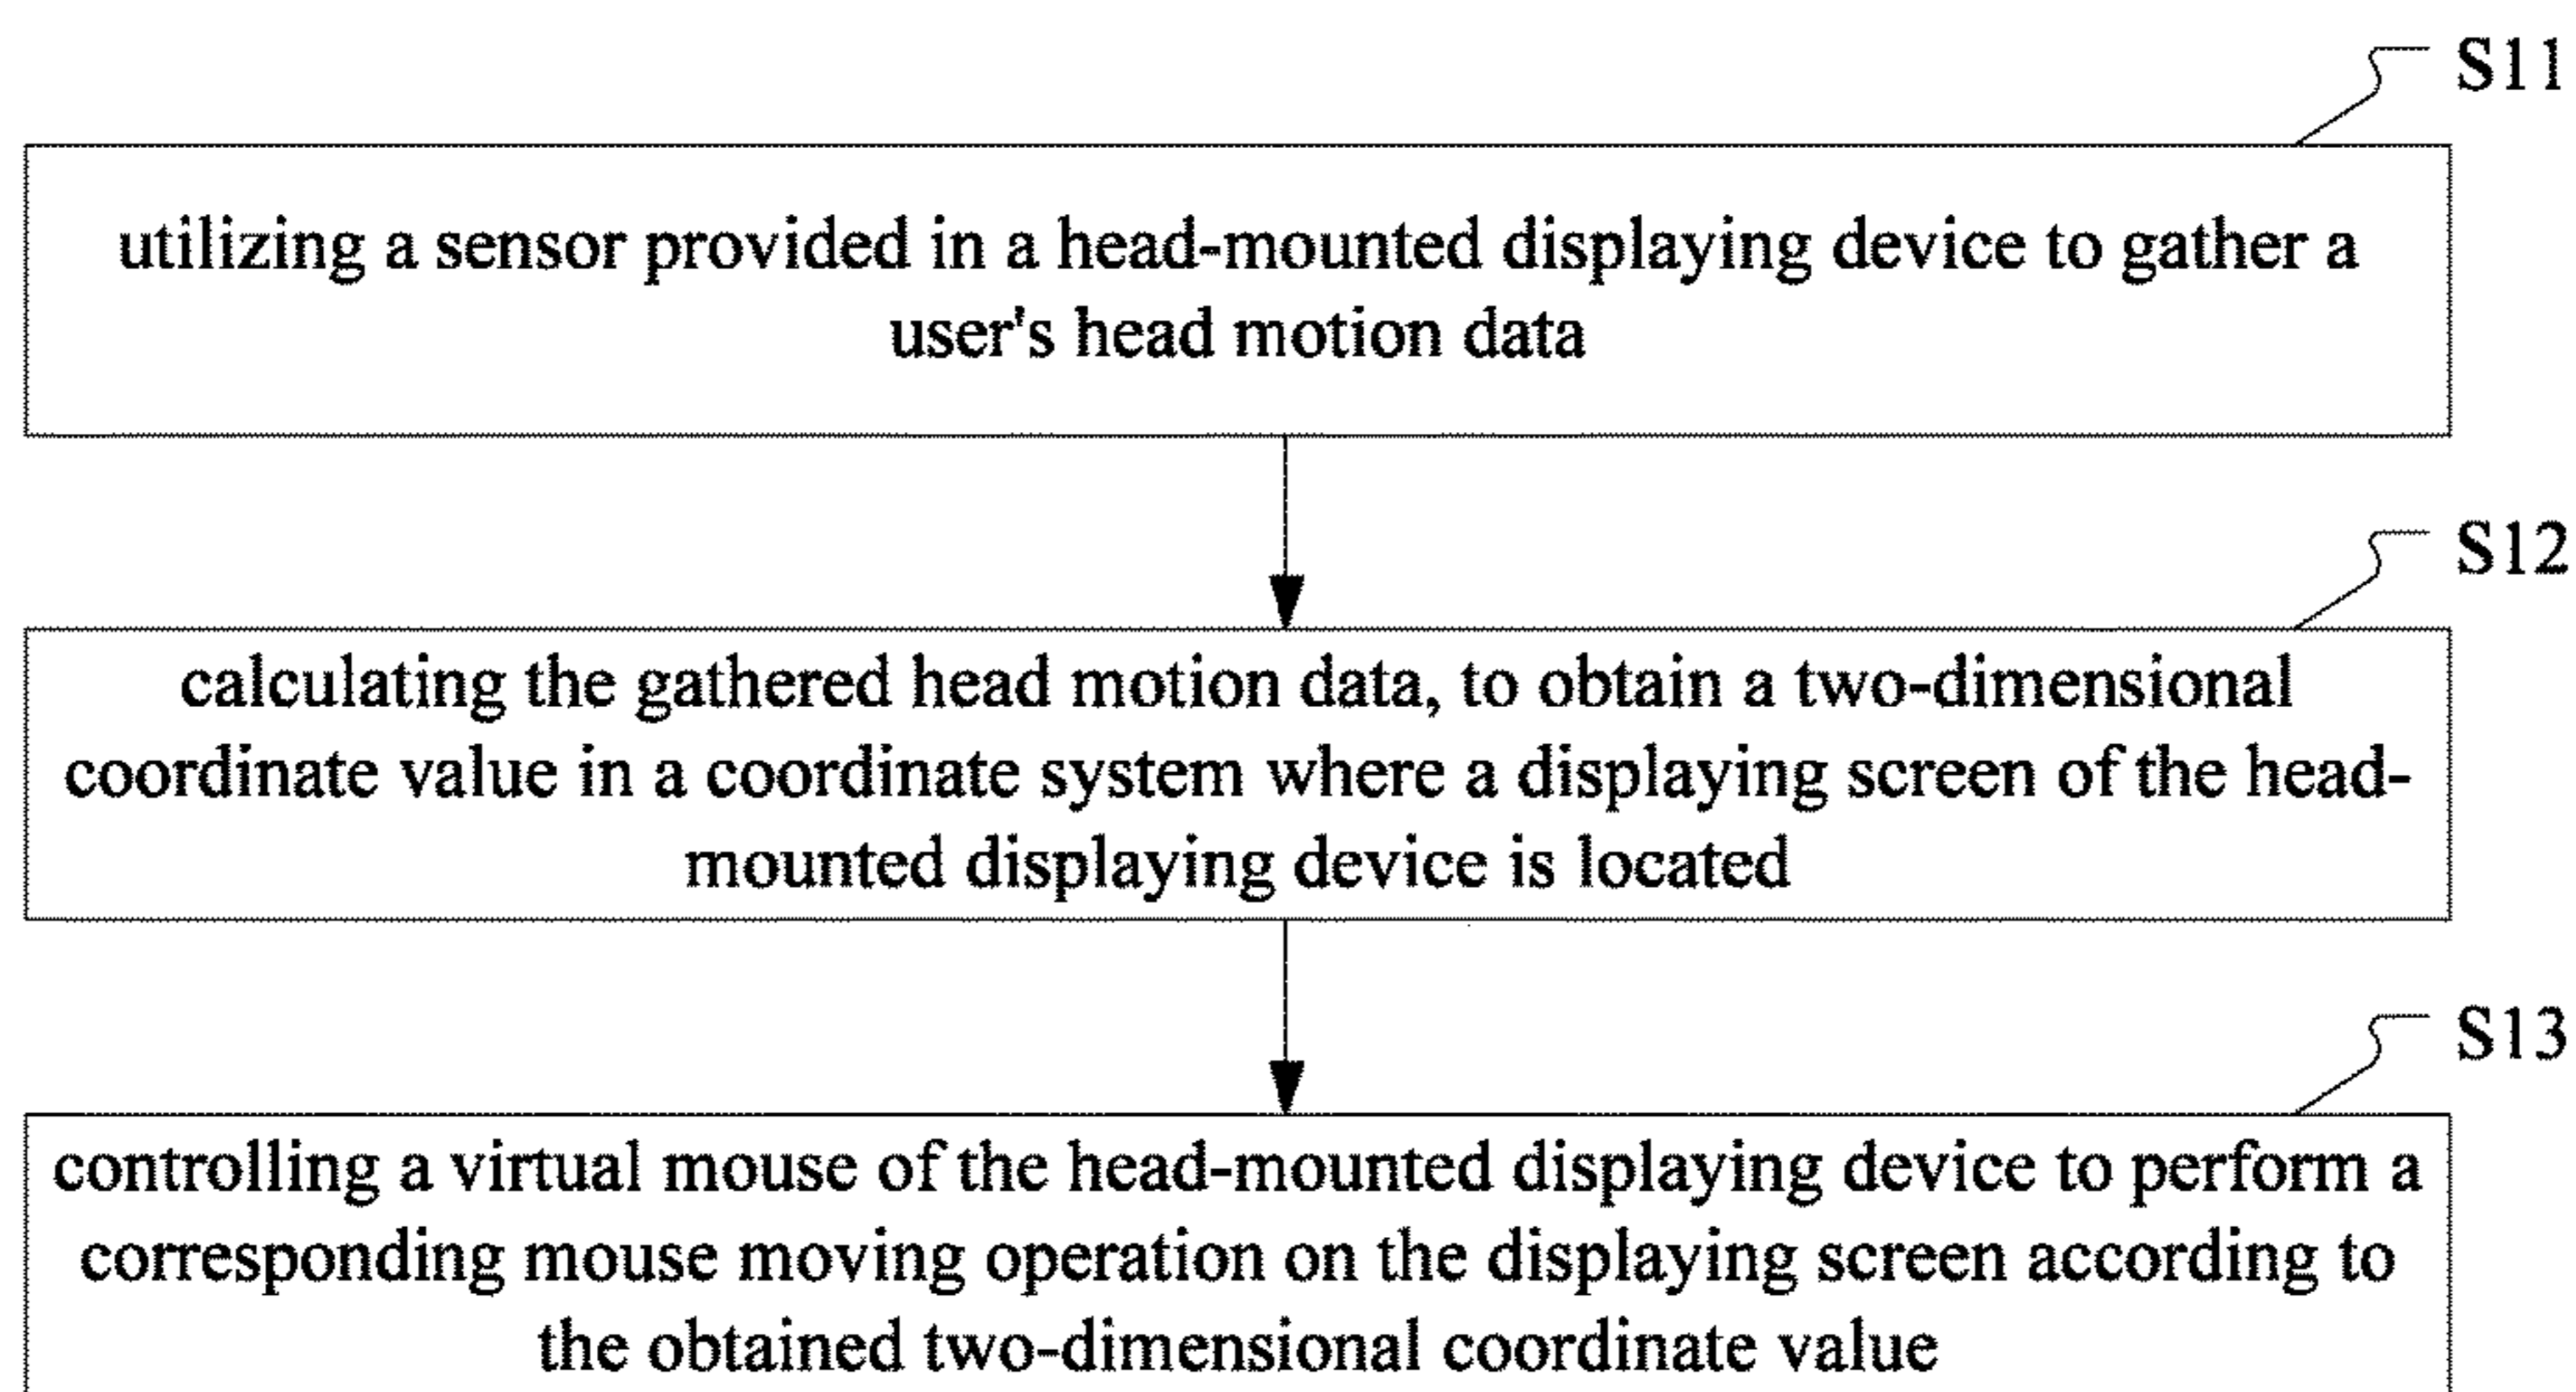 S11
utilizing a sensor provided in a head-mounted displaying device to gather a
user's head motion data
S12
calculating the gathered head motion data, to obtain a two-dimensional
coordinate value in a coordinate system where a displaying screen of the head-
mounted displaying device is located
S13
controlling a virtual mouse of the head-mounted displaying device to perform a
corresponding mouse moving operation on the displaying screen according to
the obtained two-dimensional coordinate value